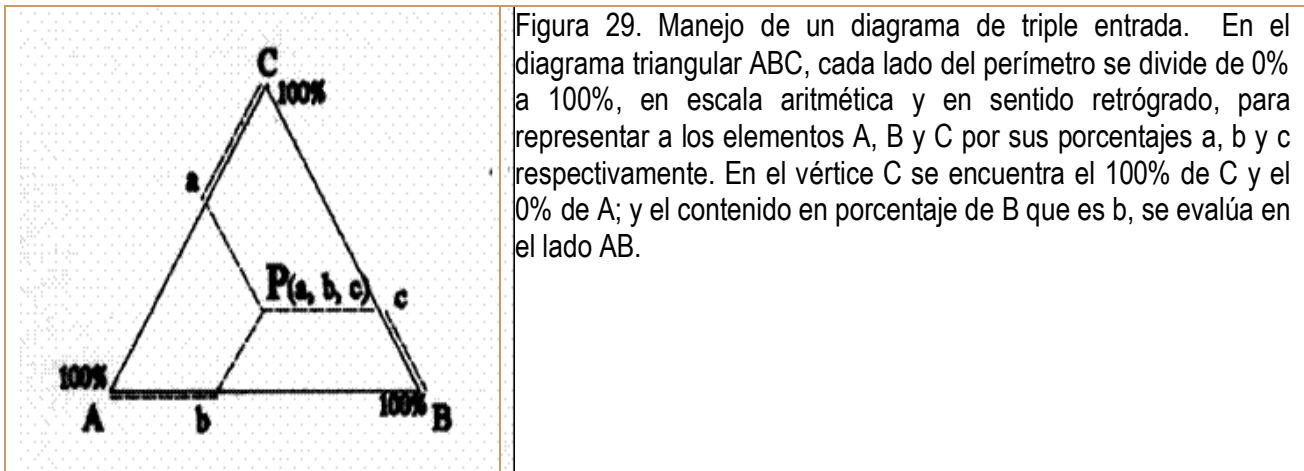 C
100%
a
P(a, b, c)
c
100%
A
b
100%
B
Figura 29. Manejo de un diagrama de triple entrada. En el
diagrama triangular ABC, cada lado del perímetro se divide de 0%
a 100%, en escala aritmética y en sentido retrógrado, para
representar a los elementos A, B y C por sus porcentajes a, b y c
respectivamente. En el vértice C se encuentra el 100% de C y el
0% de A; y el contenido en porcentaje de B que es b, se evalúa en
el lado AB.